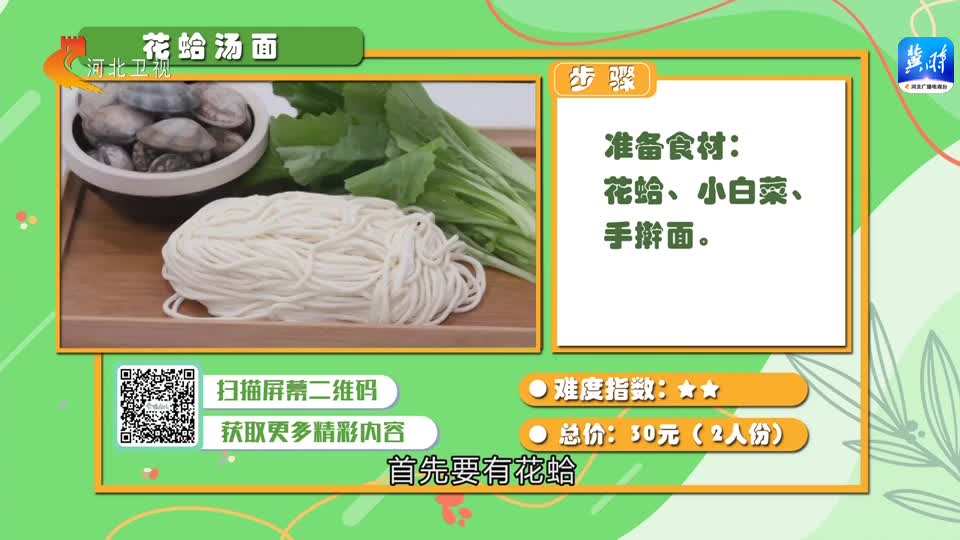 花蛤汤面
河北卫视
冀时
河北广播电视台
步骤
准备食材：
花蛤、小白菜、
手擀面。
扫描屏幕二维码
获取更多精彩内容
难度指数：★★
总价：30元（2人份）
首先要有花蛤